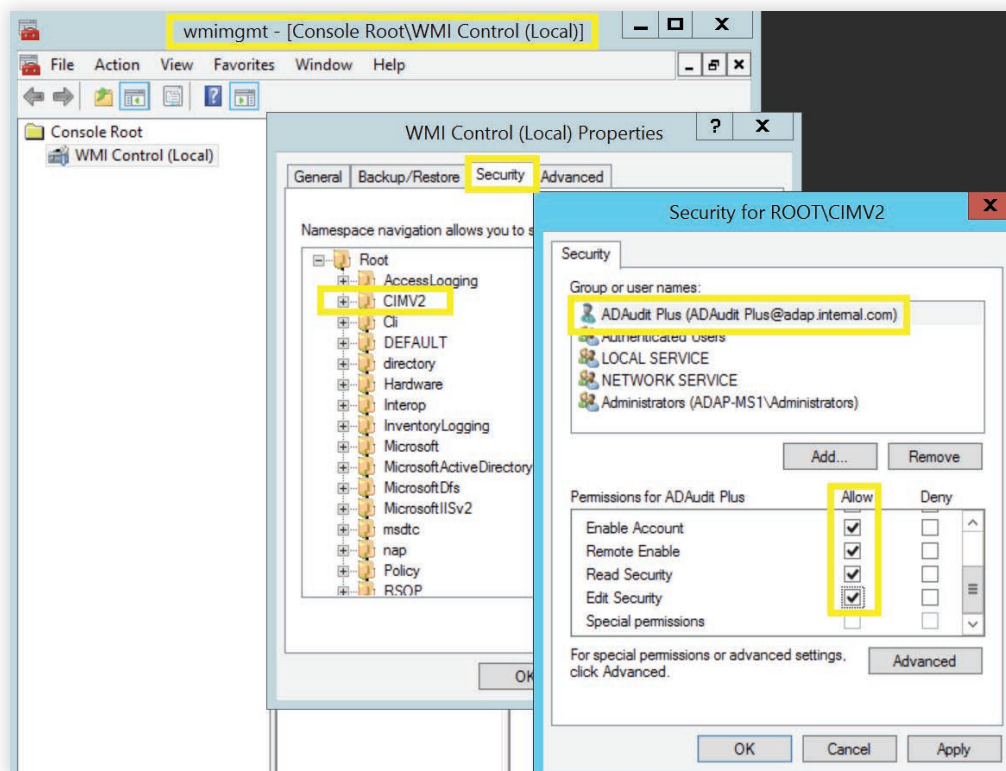 wmimgmt - [Console Root\WMI Control (Local)]
File Action View Favorites Window Help
Console Root
WMI Control (Local)
WMI Control (Local) Properties
General Backup/Restore Security Advanced
Namespace navigation allows you to s
Root
AccessLogging
CIMV2
Cli
DEFAULT
directory
Hardware
Interop
InventoryLogging
Microsoft
MicrosoftActiveDirectory
MicrosoftDfs
MicrosoftIISv2
msdtc
nap
Policy
RSOP
OK
Security for ROOT\CIMV2
Security
Group or user names:
ADAudit Plus (ADAudit Plus@adap.internal.com)
Authenticated Users
LOCAL SERVICE
NETWORK SERVICE
Administrators (ADAP-MS1\Administrators)
Add... Remove
Permissions for ADAudit Plus Allow Deny
Enable Account
Remote Enable
Read Security
Edit Security
Special permissions
For special permissions or advanced settings,
click Advanced.
Advanced
OK Cancel Apply